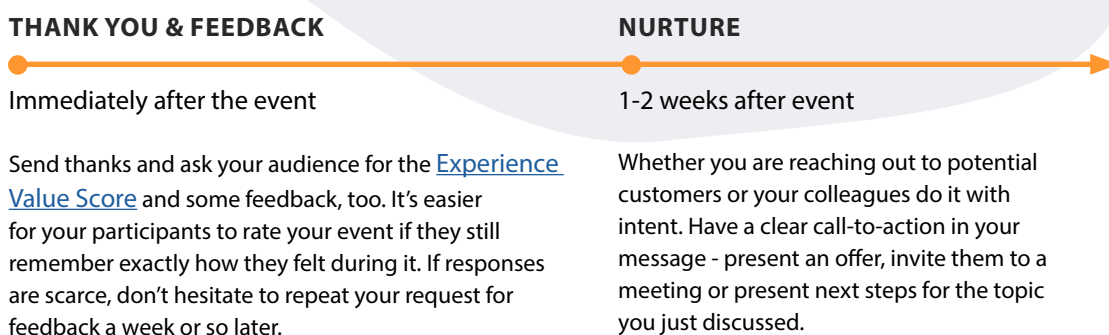 THANK YOU & FEEDBACK
Immediately after the event
Send thanks and ask your audience for the Experience
Value Score and some feedback, too. It’s easier
for your participants to rate your event if they still
remember exactly how they felt during it. If responses
are scarce, don’t hesitate to repeat your request for
feedback a week or so later.
NURTURE
1-2 weeks after event
Whether you are reaching out to potential
customers or your colleagues do it with
intent. Have a clear call-to-action in your
message - present an offer, invite them to a
meeting or present next steps for the topic
you just discussed.